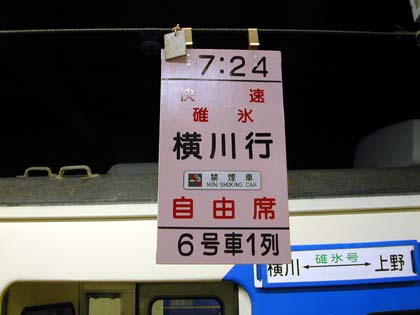 7:24
快速
碓氷
横川行
禁煙車
NON-SMOKING CAR
自由席
6号車1列
碓氷号
横川 ←→ 上野